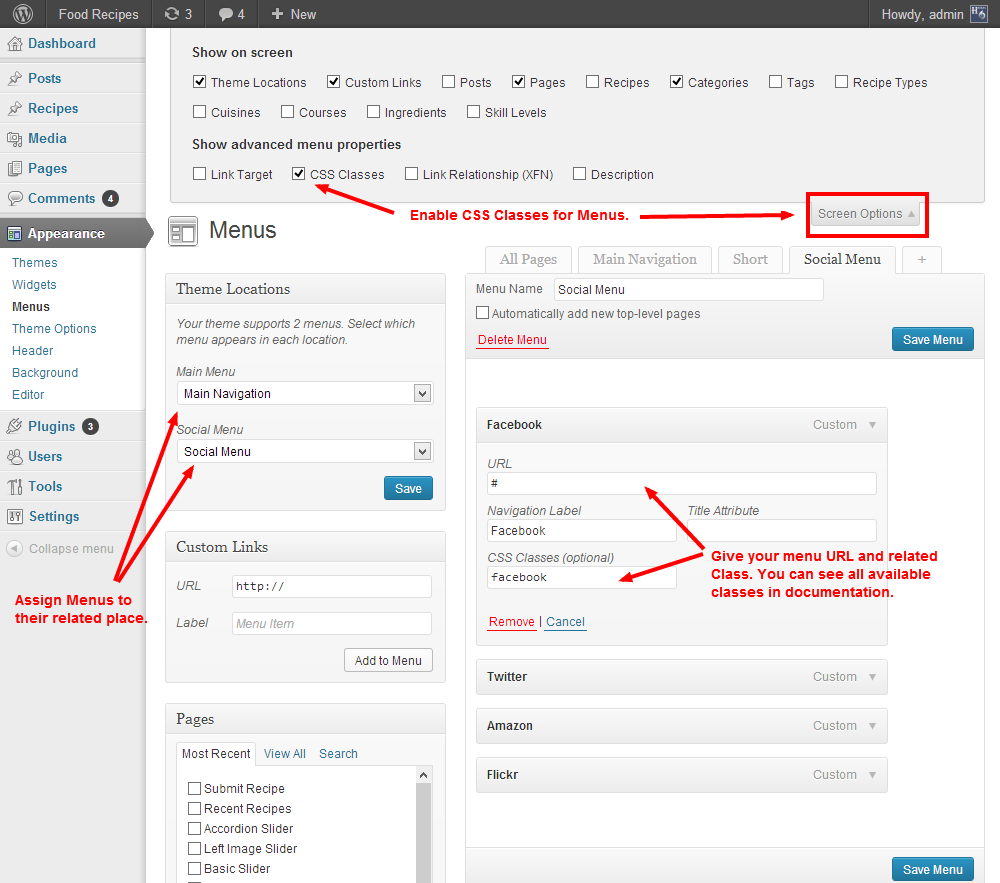 Food Recipes 3 4 New Howdy, admin
Dashboard
Posts
Recipes
Media
Pages
Comments 4
Appearance
Themes
Widgets
Menus
Theme Options
Header
Background
Editor
Plugins 3
Users
Tools
Settings
Collapse menu
Show on screen
Theme Locations Custom Links Posts Pages Recipes Categories Tags Recipe Types
Cuisines Courses Ingredients Skill Levels
Show advanced menu properties
Link Target CSS Classes Link Relationship (XFN) Description
Enable CSS Classes for Menus.
Screen Options
Menus
All Pages Main Navigation Short Social Menu +
Theme Locations
Your theme supports 2 menus. Select which
menu appears in each location.
Main Menu
Main Navigation
Social Menu
Social Menu
Save
Assign Menus to
their related place.
Custom Links
URL http://
Label Menu Item
Add to Menu
Pages
Most Recent View All Search
Submit Recipe
Recent Recipes
Accordion Slider
Left Image Slider
Basic Slider
Menu Name Social Menu
Automatically add new top-level pages
Delete Menu Save Menu
Facebook Custom
URL
#
Navigation Label Title Attribute
Facebook
CSS Classes (optional)
facebook
Give your menu URL and related
Class. You can see all available
classes in documentation.
Remove | Cancel
Twitter Custom
Amazon Custom
Flickr Custom
Save Menu